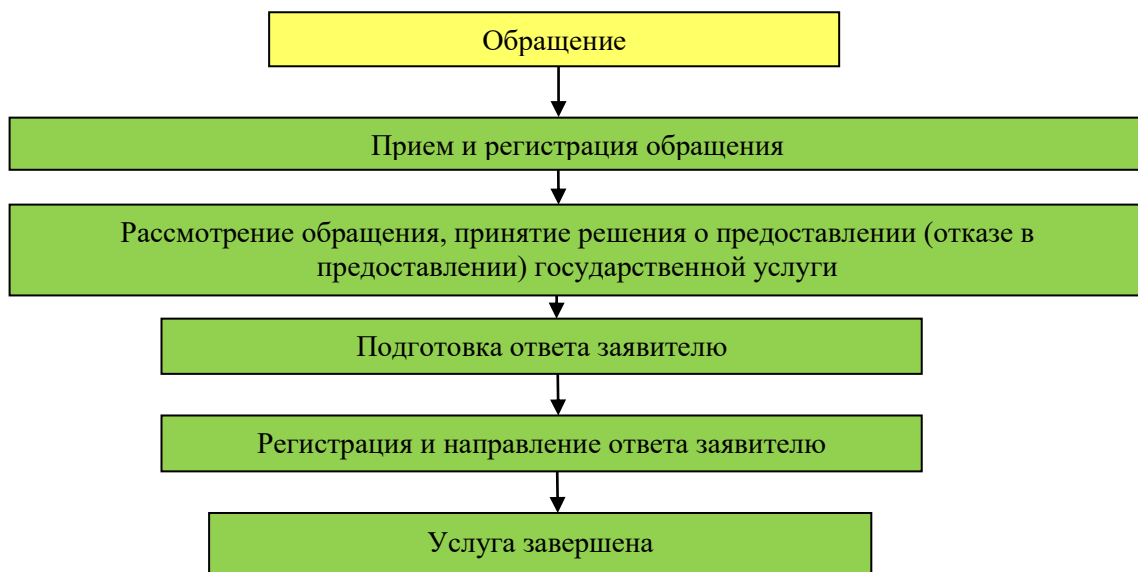 Обращение
Прием и регистрация обращения
Рассмотрение обращения, принятие решения о предоставлении (отказе в
предоставлении) государственной услуги
Подготовка ответа заявителю
Регистрация и направление ответа заявителю
Услуга завершена